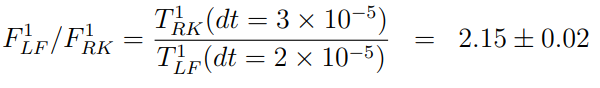 $F^1_{LF}/F^1_{RK} = \frac{T^1_{RK}(dt = 3 \times 10^{-5})}{T^1_{LF}(dt = 2 \times 10^{-5})} = 2.15 \pm 0.02$